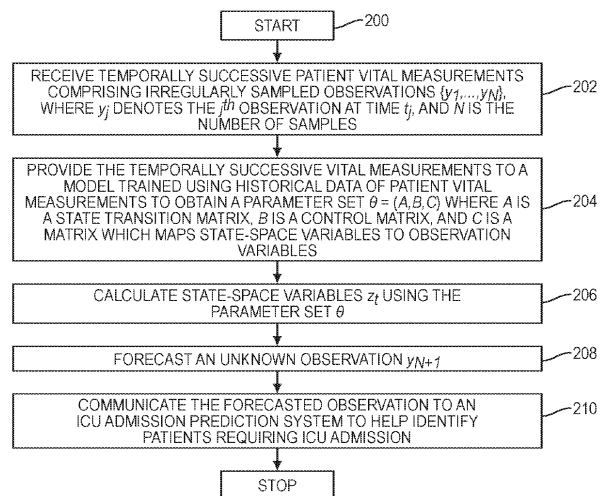 START
200
RECEIVE TEMPORALLY SUCCESSIVE PATIENT VITAL MEASUREMENTS
COMPRISING IRREGULARLY SAMPLED OBSERVATIONS {y1,...,yN},
WHERE yj DENOTES THE jth OBSERVATION AT TIME tj, AND N IS THE
NUMBER OF SAMPLES
202
PROVIDE THE TEMPORALLY SUCCESSIVE VITAL MEASUREMENTS TO A
MODEL TRAINED USING HISTORICAL DATA OF PATIENT VITAL
MEASUREMENTS TO OBTAIN A PARAMETER SET θ = (A,B,C) WHERE A IS
A STATE TRANSITION MATRIX, B IS A CONTROL MATRIX, AND C IS A
MATRIX WHICH MAPS STATE-SPACE VARIABLES TO OBSERVATION
VARIABLES
204
CALCULATE STATE-SPACE VARIABLES zt USING THE
PARAMETER SET θ
206
FORECAST AN UNKNOWN OBSERVATION yN+1
208
COMMUNICATE THE FORECASTED OBSERVATION TO AN
ICU ADMISSION PREDICTION SYSTEM TO HELP IDENTIFY
PATIENTS REQUIRING ICU ADMISSION
210
STOP